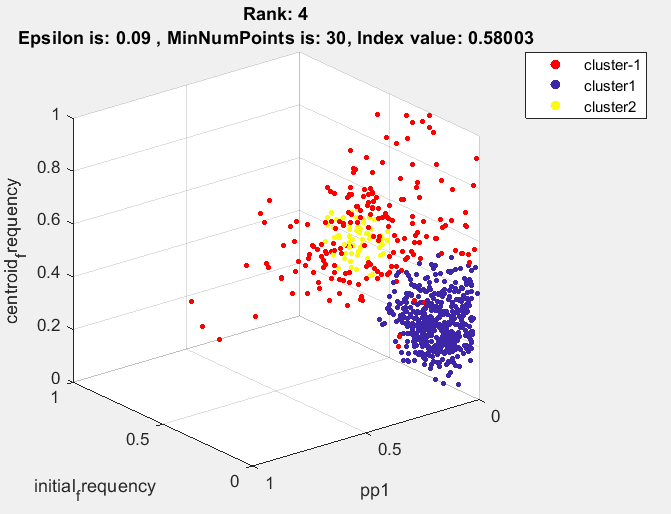 Rank: 4
Epsilon is: 0.09 , MinNumPoints is: 30, Index value: 0.58003
cluster-1
cluster1
cluster2
1
0.8
0.6
0.4
0.2
0
centroid_frequency
1
0.5
0
initial_frequency
1
0.5
0
pp1